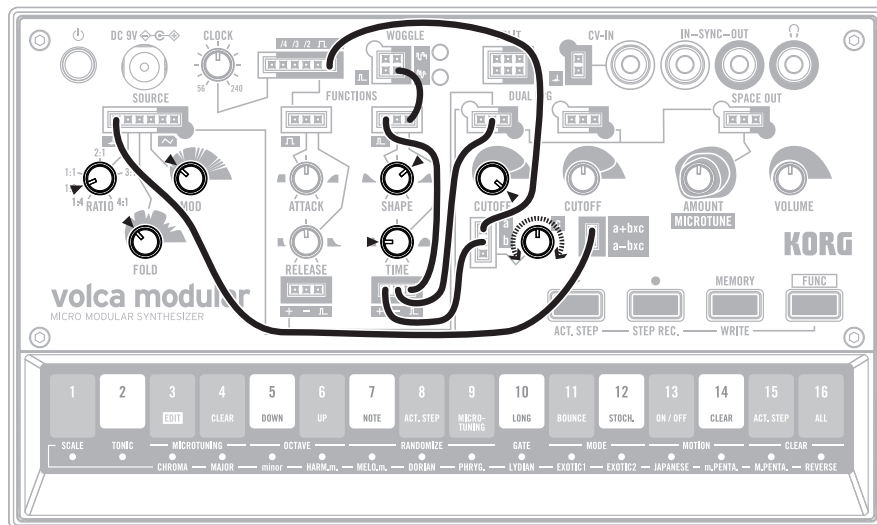 DC 9V
CLOCK
/4 /3 /2
WOGGLE
CV-IN
IN-SYNC-OUT
56 240
SOURCE
FUNCTIONS
SPACE OUT
2:1
1:1
1:4 RATIO 4:1
MOD
ATTACK
SHAPE
CUTOFF
CUTOFF
AMOUNT
VOLUME
MICROTUNE
a+bxc
a-bxc
FOLD
RELEASE
TIME
KORG
volca modular
MICRO MODULAR SYNTHESIZER
+ -
+ -
MEMORY
FUNC
ACT. STEP
STEP REC.
WRITE
1 2 3 4 5 6 7 8 9 10 11 12 13 14 15 16
EDIT CLEAR DOWN UP NOTE ACT. STEP MICRO-TUNING LONG BOUNCE STOCH. ON / OFF CLEAR ACT. STEP ALL
SCALE TONIC MICROTUNING OCTAVE RANDOMIZE GATE MODE MOTION CLEAR
CHROMA MAJOR minor HARM.m. MELO.m. DORIAN PHRYG. LYDIAN EXOTIC1 EXOTIC2 JAPANESE m.PENTA. M.PENTA. REVERSE